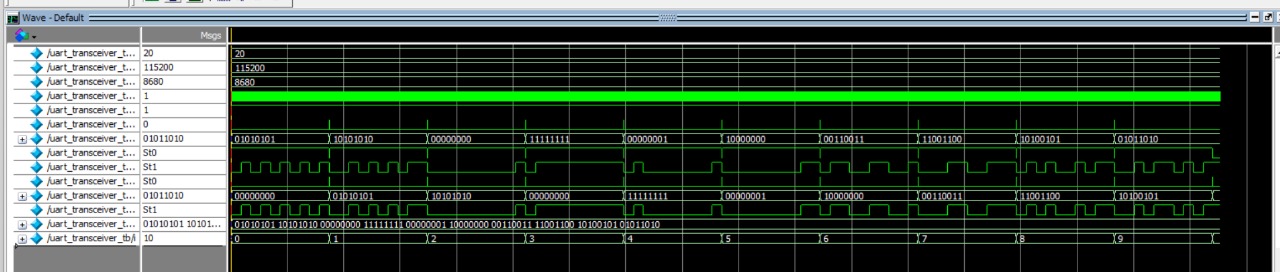 Wave - Default
Msgs
/uart_transceiver_t... 20 20
/uart_transceiver_t... 115200 115200
/uart_transceiver_t... 8680 8680
/uart_transceiver_t... 1
/uart_transceiver_t... 1
/uart_transceiver_t... 0
/uart_transceiver_t... 01011010 01010101 10101010 00000000 11111111 00000001 10000000 00110011 11001100 10100101 01011010
/uart_transceiver_t... St0
/uart_transceiver_t... St1
/uart_transceiver_t... St0
/uart_transceiver_t... 01011010 00000000 01010101 10101010 00000000 11111111 00000001 10000000 00110011 11001100 10100101
/uart_transceiver_t... St1
/uart_transceiver_t... 01010101 10101... 01010101 10101010 00000000 11111111 00000001 10000000 00110011 11001100 10100101 01011010
/uart_transceiver_tb/i 10 0 1 2 3 4 5 6 7 8 9